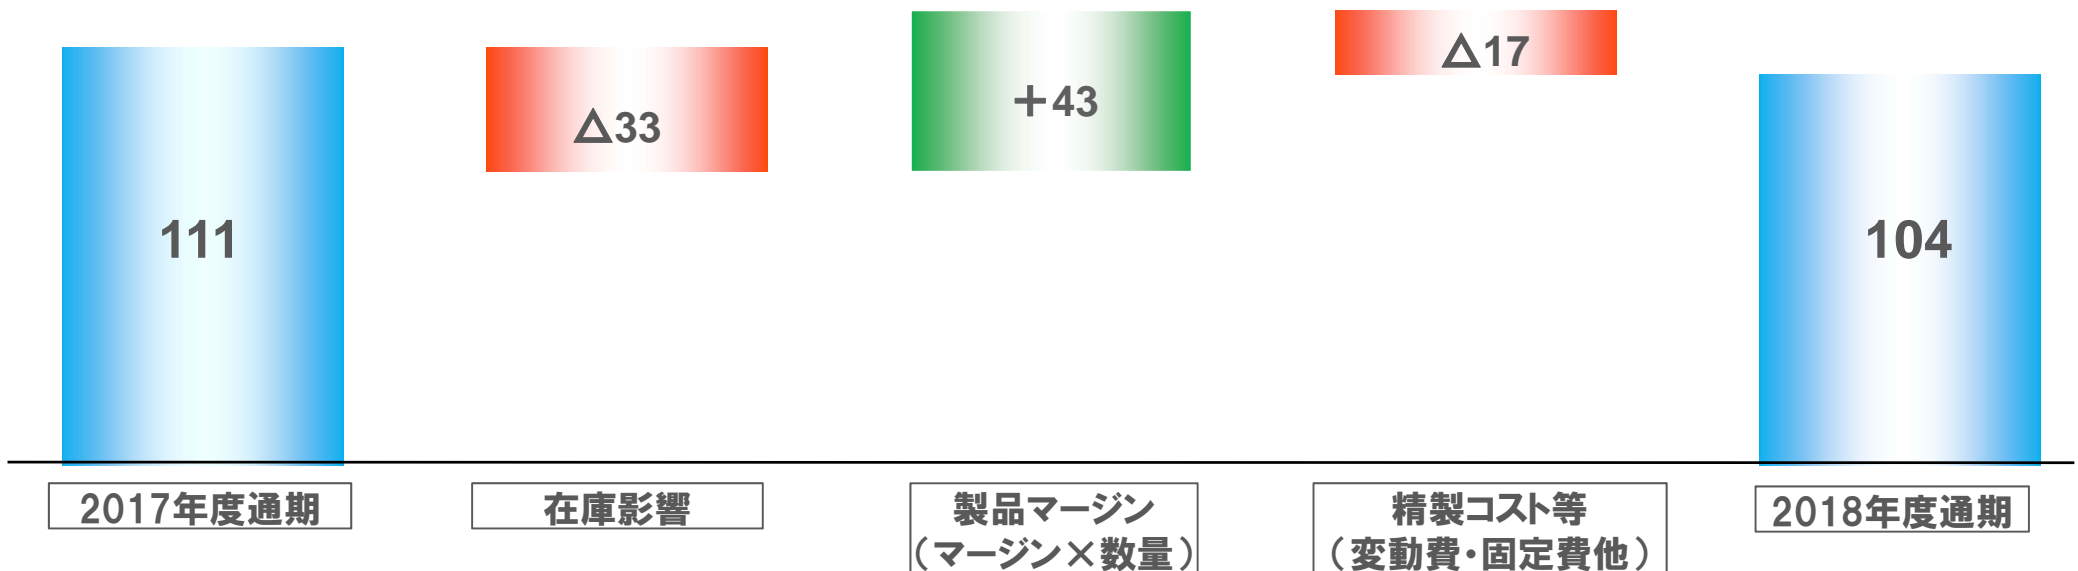 111
△33
＋43
△17
104
2017年度通期
在庫影響
製品マージン
（マージン×数量）
精製コスト等
（変動費・固定費他）
2018年度通期